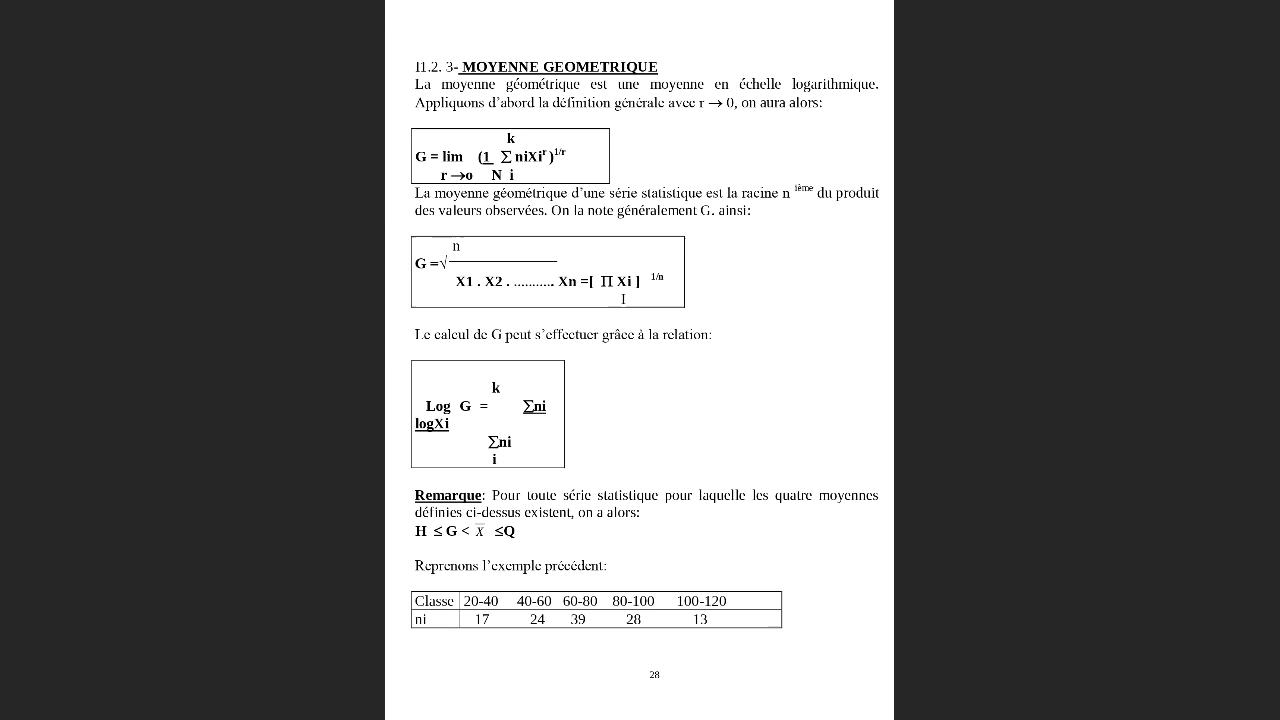 I1.2. 3- MOYENNE GEOMETRIQUE
La moyenne géométrique est une moyenne en échelle logarithmique.
Appliquons d’abord la définition générale avec r → 0, on aura alors:
k
G = lim (1 Σ niXi^r )^1/r
r →o N i
La moyenne géométrique d’une série statistique est la racine n ième du produit
des valeurs observées. On la note généralement G. ainsi:
n
G =√
X1 . X2 . .......... Xn =[ Π Xi ] 1/n
I
Le calcul de G peut s’effectuer grâce à la relation:
k
Log G = Σni
logXi
Σni
i
Remarque: Pour toute série statistique pour laquelle les quatre moyennes
définies ci-dessus existent, on a alors:
H ≤ G < X̅ ≤Q
Reprenons l’exemple précédent:
Classe 20-40 40-60 60-80 80-100 100-120
ni 17 24 39 28 13
28